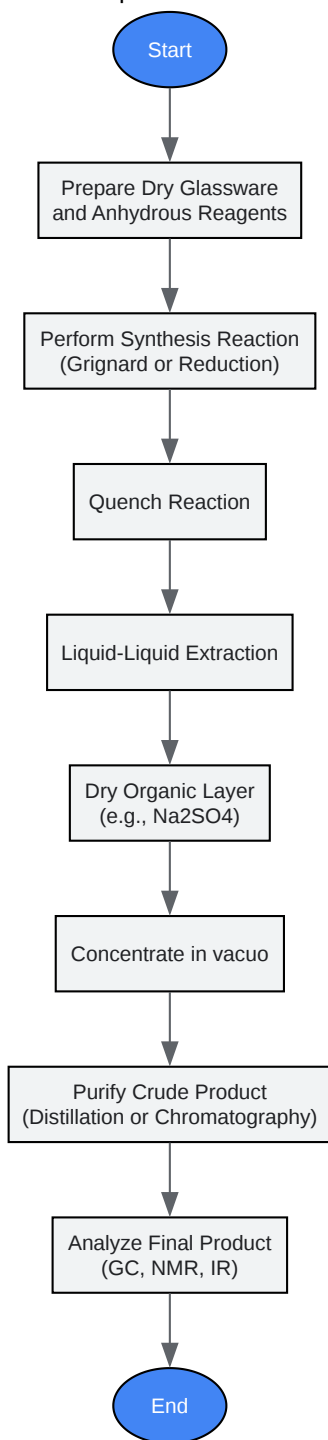 Start
Prepare Dry Glassware
and Anhydrous Reagents
Perform Synthesis Reaction
(Grignard or Reduction)
Quench Reaction
Liquid-Liquid Extraction
Dry Organic Layer
(e.g., Na2SO4)
Concentrate in vacuo
Purify Crude Product
(Distillation or Chromatography)
Analyze Final Product
(GC, NMR, IR)
End